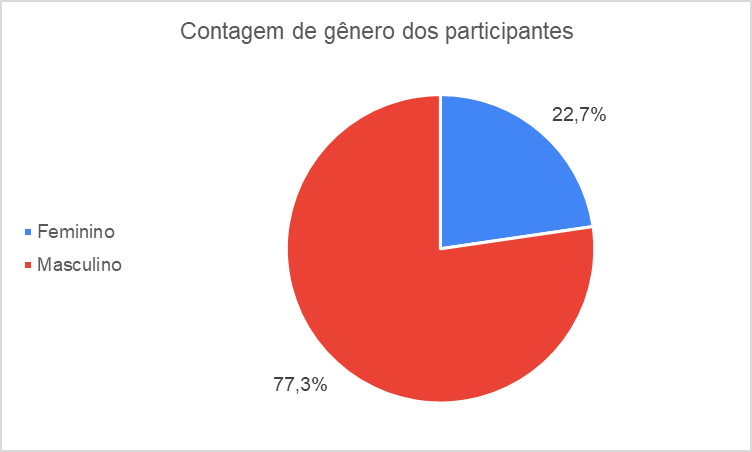 Contagem de gênero dos participantes
22,7%
Feminino
Masculino
77,3%